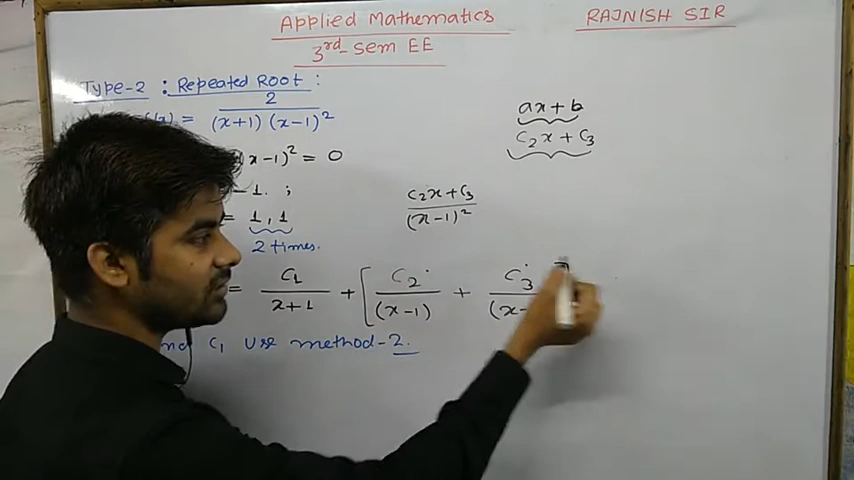 Applied Mathematics
RAJNISH SIR
3rd-sem EE
Type-2 : Repeated Root :
(x) = 2 / (x+1) (x-1)²
ax+b
c₂x+c₃
(x-1)² = 0
-1. ;
= 1,1
2 times.
c₂x+c₃ / (x-1)²
= c₁ / x+1 + [ c₂ / (x-1) + c₃ / (x-
c₁ use method-2.